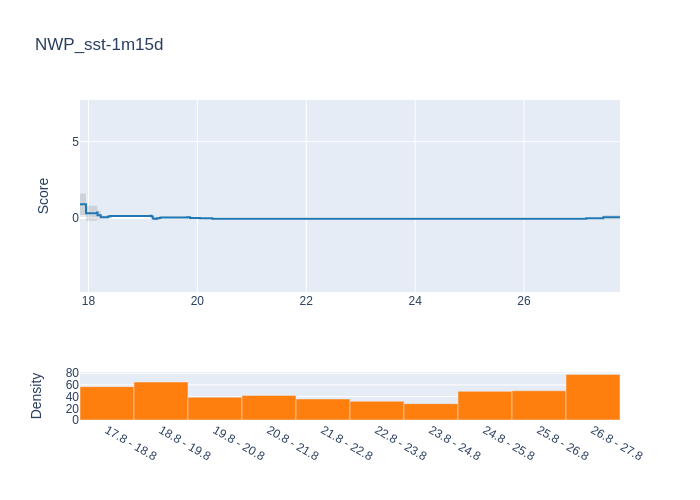 NWP_sst-1m15d
Score
5
0
18
20
22
24
26
Density
80
60
40
20
0
17.8 - 18.8
18.8 - 19.8
19.8 - 20.8
20.8 - 21.8
21.8 - 22.8
22.8 - 23.8
23.8 - 24.8
24.8 - 25.8
25.8 - 26.8
26.8 - 27.8